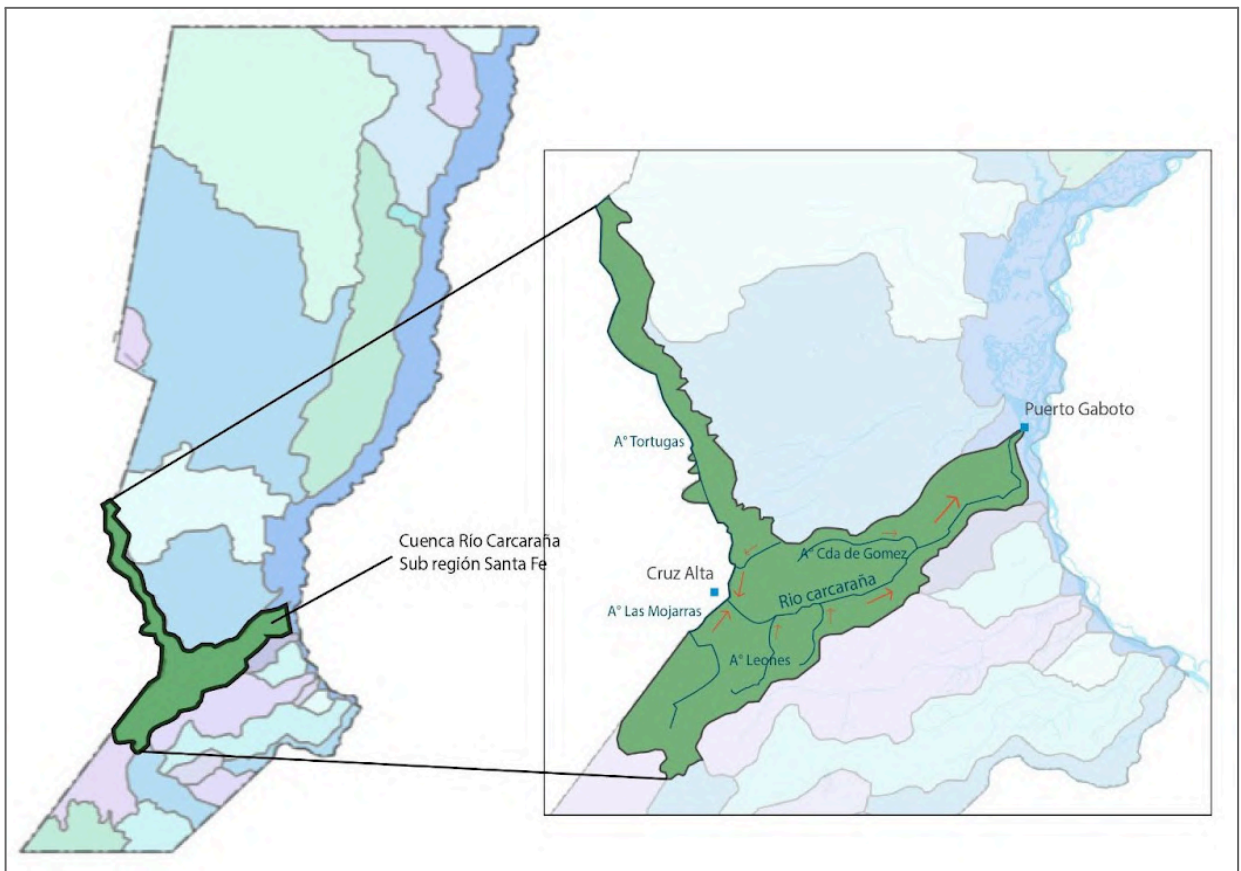 Cuenca Río Carcaraña
Sub región Santa Fe
Puerto Gaboto
A° Tortugas
A° Cda de Gomez
Cruz Alta
Río carcaraña
A° Las Mojarras
A° Leones